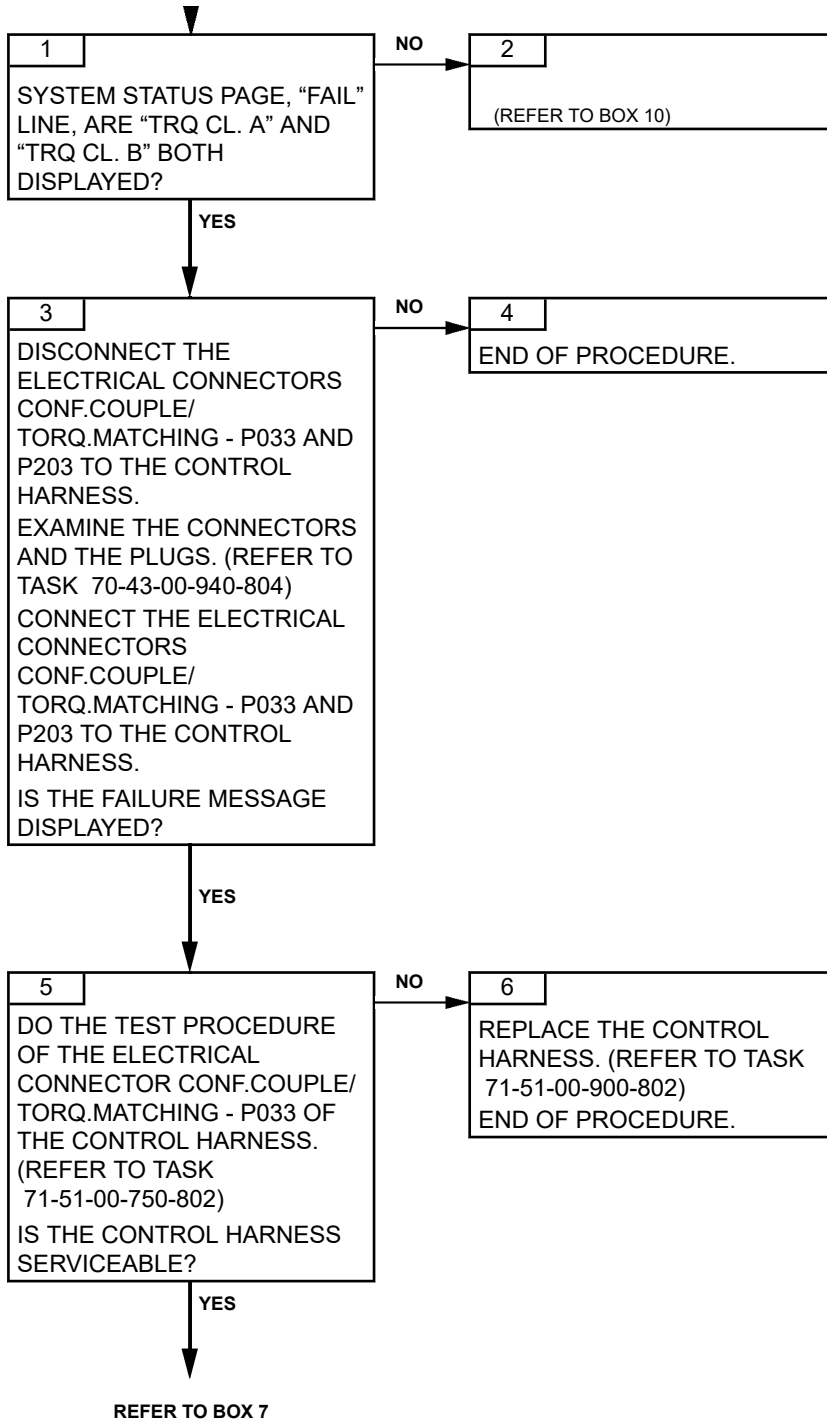 1
NO
2
SYSTEM STATUS PAGE, “FAIL”
LINE, ARE “TRQ CL. A” AND
“TRQ CL. B” BOTH
DISPLAYED?
(REFER TO BOX 10)
YES
3
NO
4
DISCONNECT THE
ELECTRICAL CONNECTORS
CONF.COUPLE/
TORQ.MATCHING - P033 AND
P203 TO THE CONTROL
HARNESS.
EXAMINE THE CONNECTORS
AND THE PLUGS. (REFER TO
TASK 70-43-00-940-804)
CONNECT THE ELECTRICAL
CONNECTORS
CONF.COUPLE/
TORQ.MATCHING - P033 AND
P203 TO THE CONTROL
HARNESS.
IS THE FAILURE MESSAGE
DISPLAYED?
END OF PROCEDURE.
YES
5
NO
6
DO THE TEST PROCEDURE
OF THE ELECTRICAL
CONNECTOR CONF.COUPLE/
TORQ.MATCHING - P033 OF
THE CONTROL HARNESS.
(REFER TO TASK
71-51-00-750-802)
IS THE CONTROL HARNESS
SERVICEABLE?
REPLACE THE CONTROL
HARNESS. (REFER TO TASK
71-51-00-900-802)
END OF PROCEDURE.
YES
REFER TO BOX 7